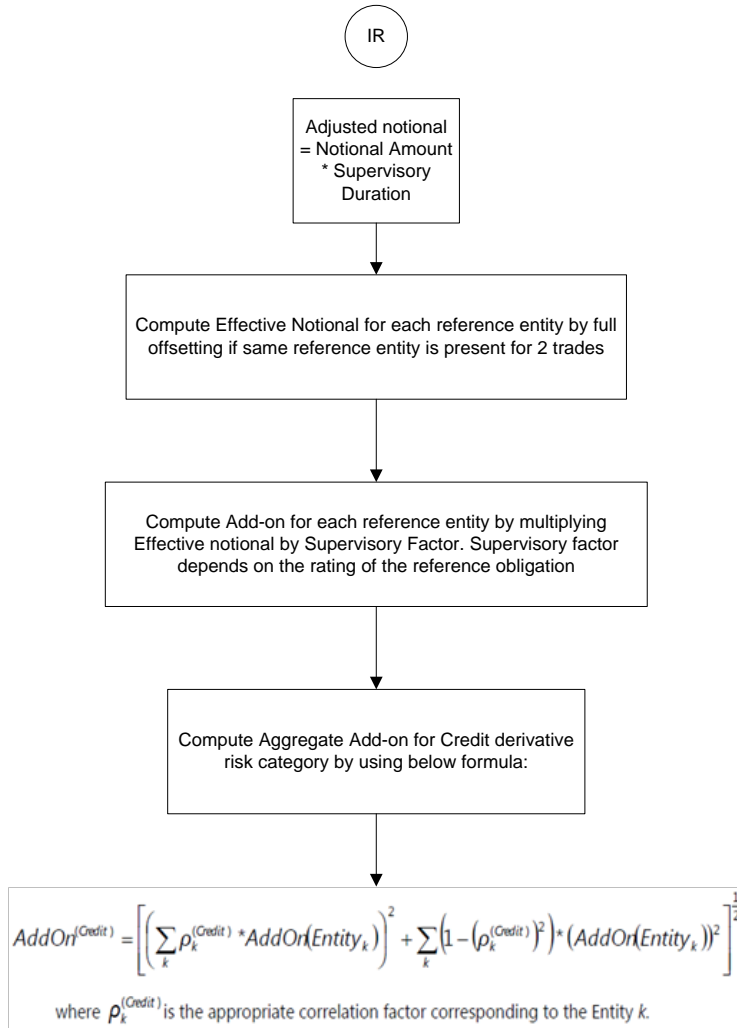 IR
Adjusted notional
= Notional Amount
* Supervisory
Duration
Compute Effective Notional for each reference entity by full
offsetting if same reference entity is present for 2 trades
Compute Add-on for each reference entity by multiplying
Effective notional by Supervisory Factor. Supervisory factor
depends on the rating of the reference obligation
Compute Aggregate Add-on for Credit derivative
risk category by using below formula:
AddOn^(Credit) = [(∑_k ρ_k^(Credit) * AddOn(Entity_k))^2 + ∑_k (1 − (ρ_k^(Credit))^2) * (AddOn(Entity_k))^2]^(1/2)
where ρ_k^(Credit) is the appropriate correlation factor corresponding to the Entity k.